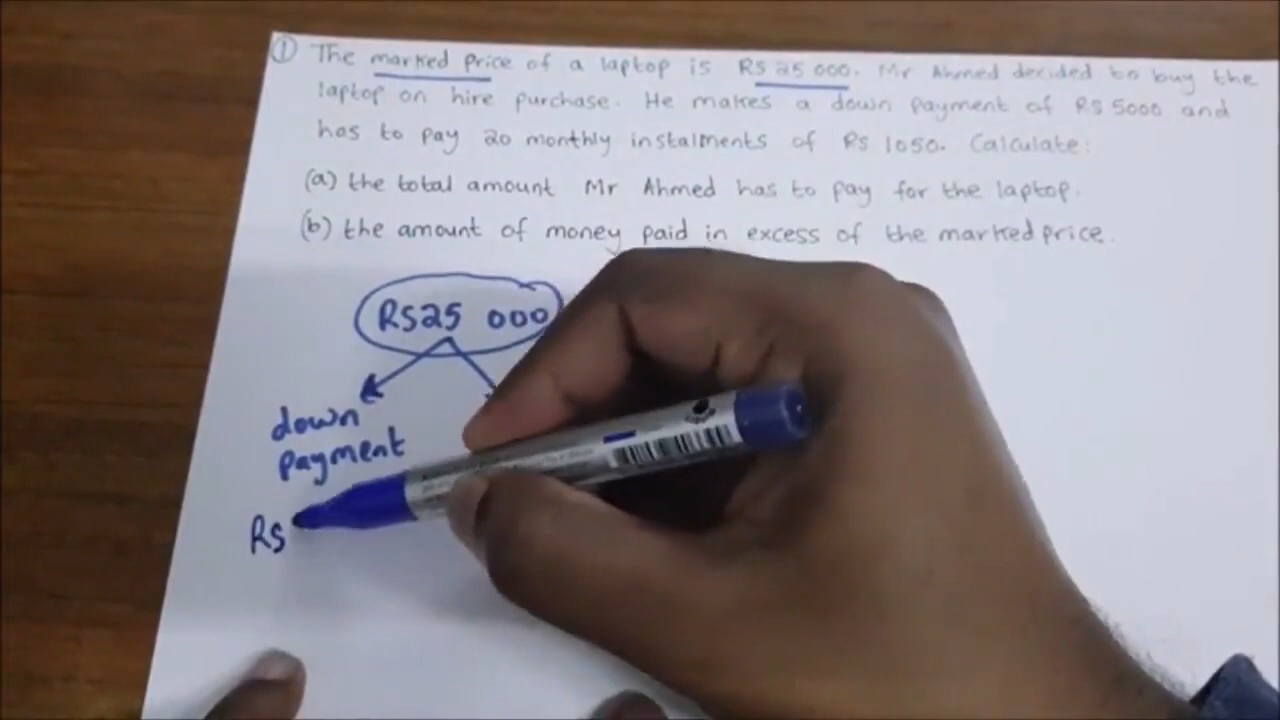 ① The marked price of a laptop is Rs 25 000. Mr Ahmed decided to buy the
laptop on hire purchase. He makes a down payment of Rs 5000 and
has to pay 20 monthly instalments of Rs 1050. Calculate:
(a) the total amount Mr Ahmed has to pay for the laptop.
(b) the amount of money paid in excess of the marked price.
Rs25 000
down
payment
Rs